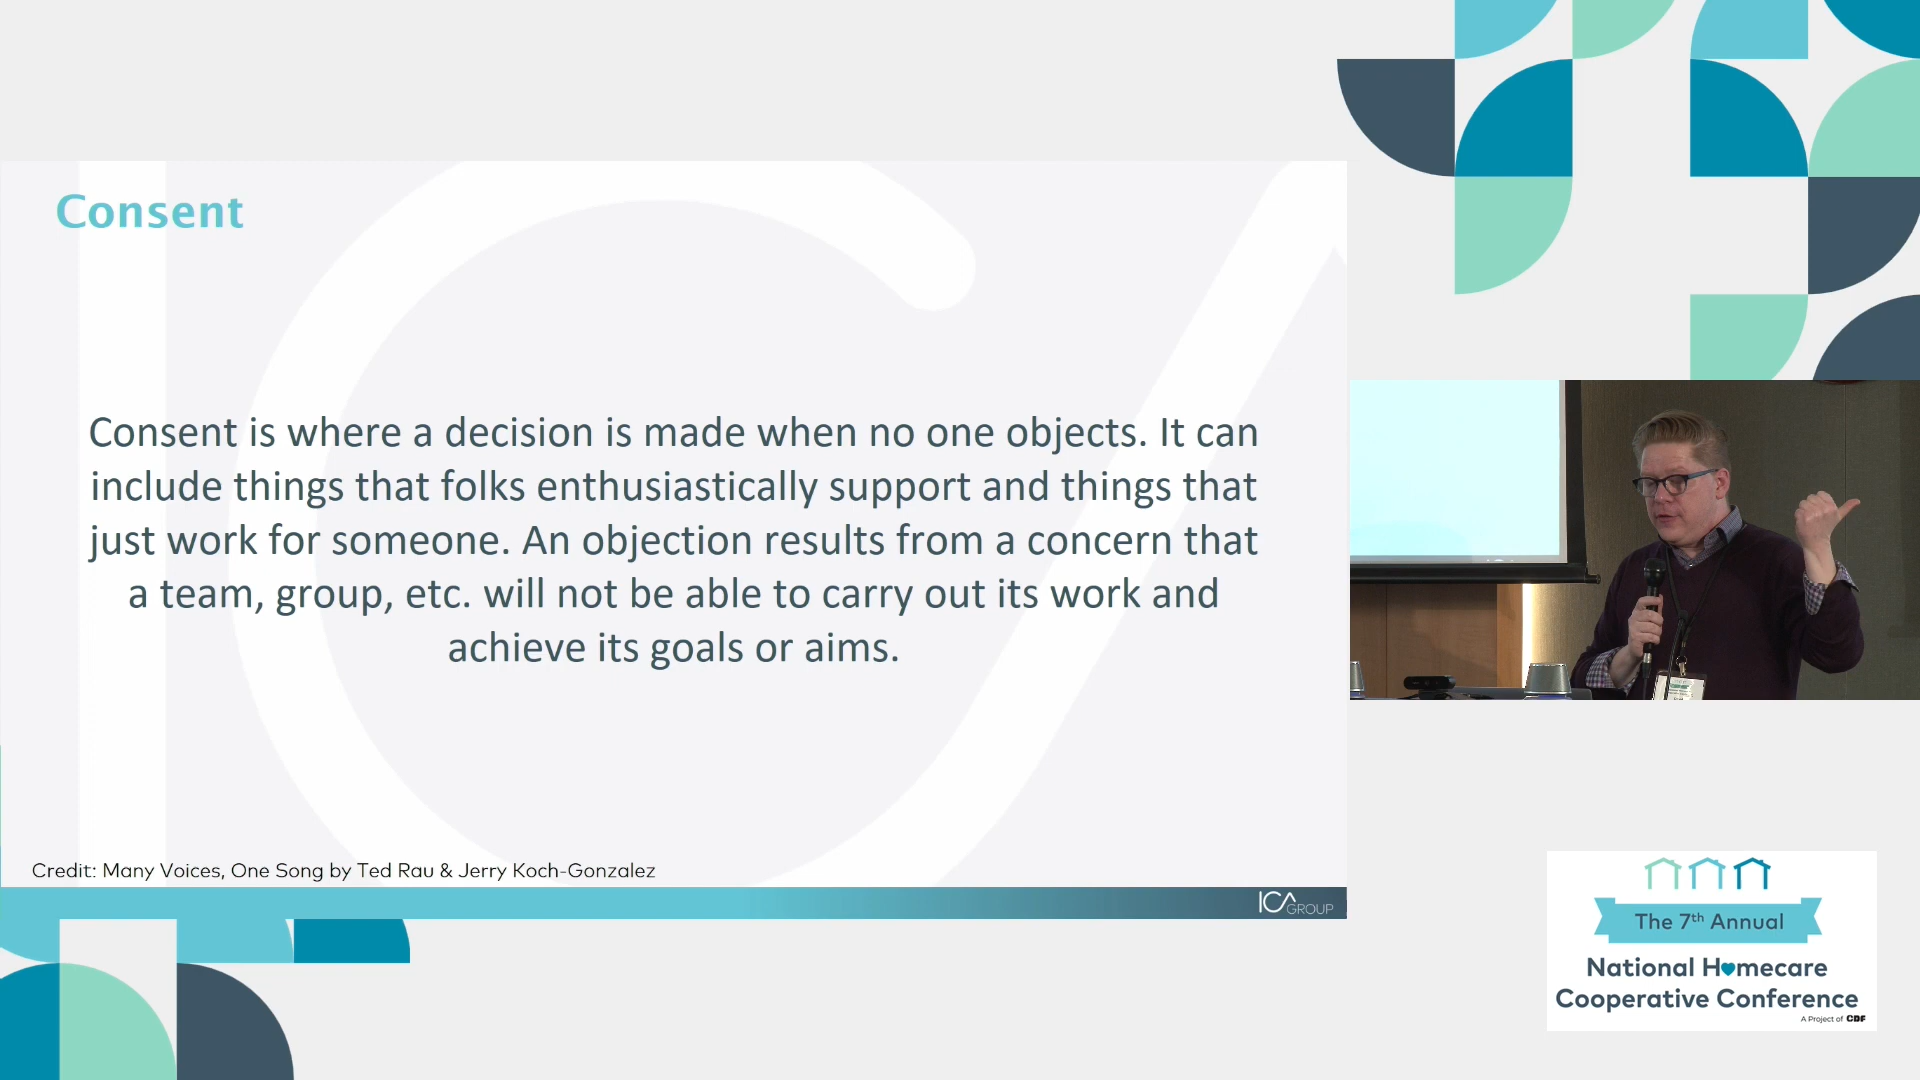 Consent
Consent is where a decision is made when no one objects. It can
include things that folks enthusiastically support and things that
just work for someone. An objection results from a concern that
a team, group, etc. will not be able to carry out its work and
achieve its goals or aims.
Credit: Many Voices, One Song by Ted Rau & Jerry Koch-Gonzalez
ICA GROUP
The 7th Annual
National Homecare
Cooperative Conference
A Project of CDF